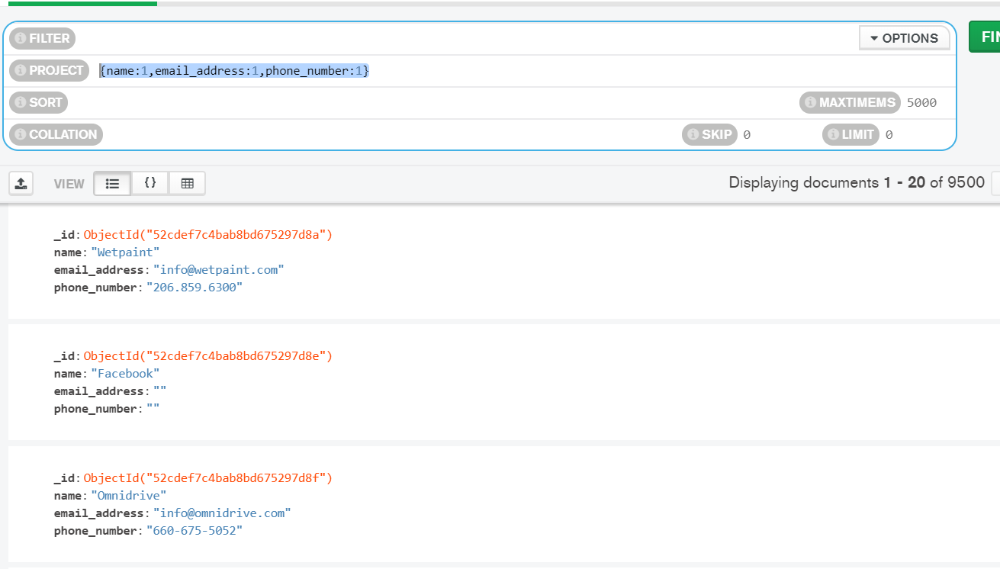 FILTER OPTIONS
PROJECT {name:1,email_address:1,phone_number:1}
SORT MAXTIMEMS 5000
COLLATION SKIP 0 LIMIT 0
VIEW {} Displaying documents 1 - 20 of 9500
_id: ObjectId("52cdef7c4bab8bd675297d8a")
name: "Wetpaint"
email_address: "info@wetpaint.com"
phone_number: "206.859.6300"
_id: ObjectId("52cdef7c4bab8bd675297d8e")
name: "Facebook"
email_address: ""
phone_number: ""
_id: ObjectId("52cdef7c4bab8bd675297d8f")
name: "Omnidrive"
email_address: "info@omnidrive.com"
phone_number: "660-675-5052"